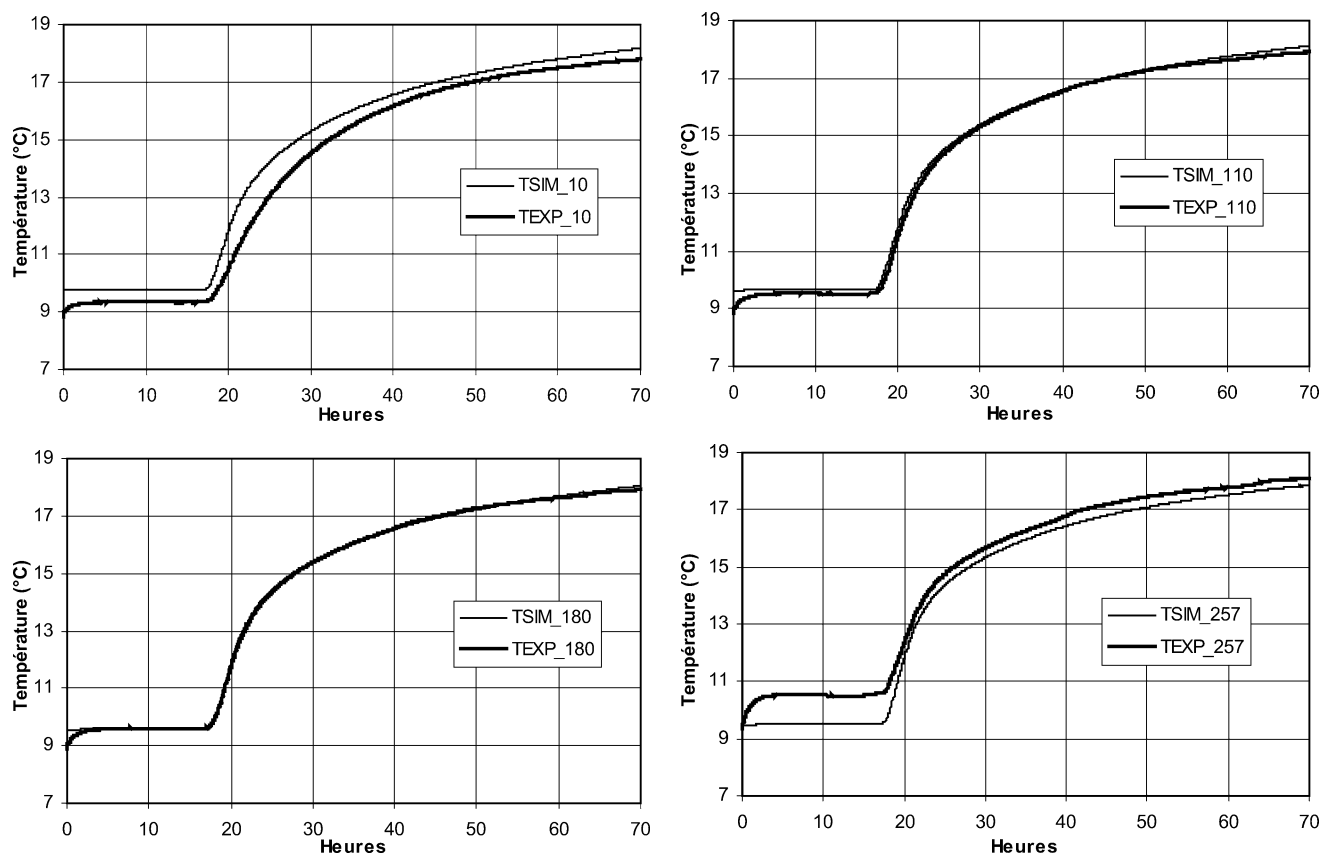 19
17
15
13
11
9
7
Température (°C)
TSIM_10
TEXP_10
0 10 20 30 40 50 60 70
Heures
19
17
15
13
11
9
7
Température (°C)
TSIM_110
TEXP_110
0 10 20 30 40 50 60 70
Heures
19
17
15
13
11
9
7
Température (°C)
TSIM_180
TEXP_180
0 10 20 30 40 50 60 70
Heures
19
17
15
13
11
9
7
Température (°C)
TSIM_257
TEXP_257
0 10 20 30 40 50 60 70
Heures